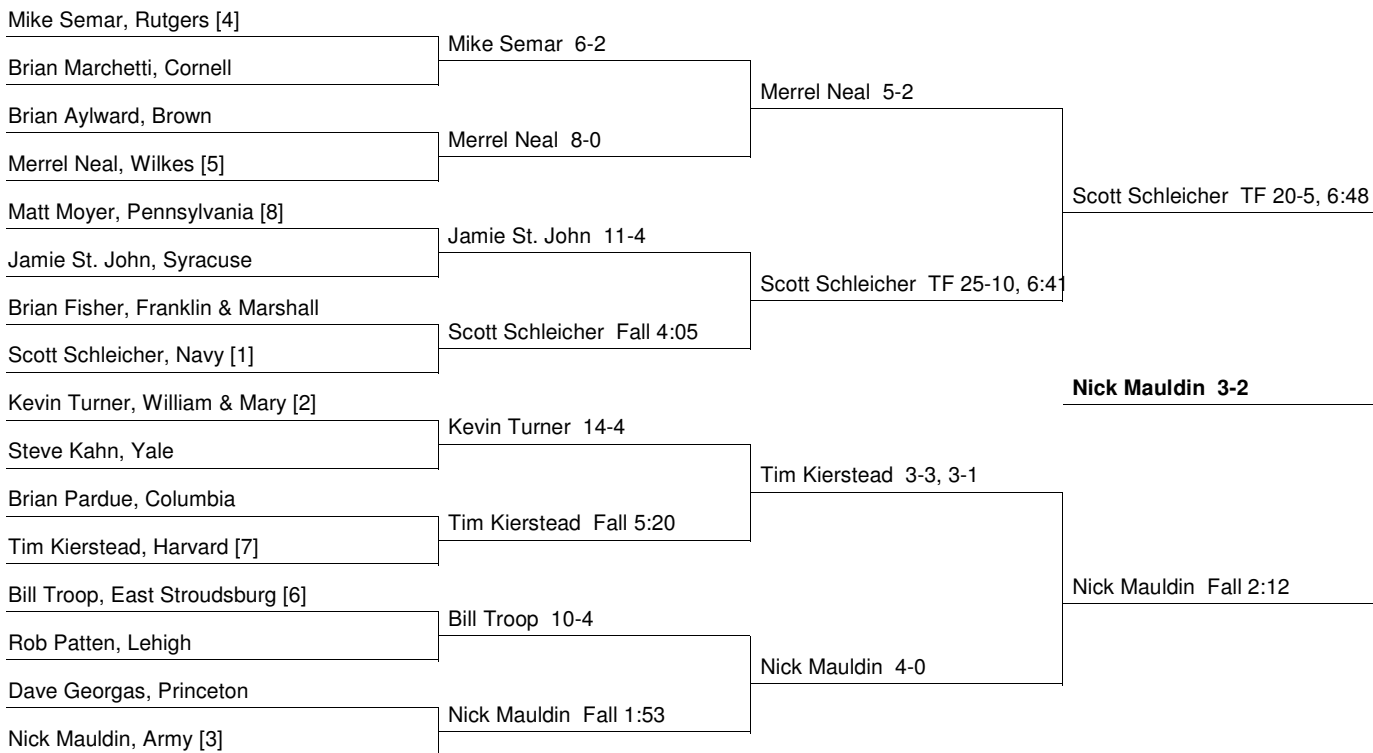 Mike Semar, Rutgers [4]
Brian Marchetti, Cornell
Brian Aylward, Brown
Merrel Neal, Wilkes [5]
Matt Moyer, Pennsylvania [8]
Jamie St. John, Syracuse
Brian Fisher, Franklin & Marshall
Scott Schleicher, Navy [1]
Kevin Turner, William & Mary [2]
Steve Kahn, Yale
Brian Pardue, Columbia
Tim Kierstead, Harvard [7]
Bill Troop, East Stroudsburg [6]
Rob Patten, Lehigh
Dave Georgas, Princeton
Nick Mauldin, Army [3]
Mike Semar 6-2
Merrel Neal 8-0
Jamie St. John 11-4
Scott Schleicher Fall 4:05
Kevin Turner 14-4
Tim Kierstead Fall 5:20
Bill Troop 10-4
Nick Mauldin Fall 1:53
Merrel Neal 5-2
Scott Schleicher TF 25-10, 6:41
Tim Kierstead 3-3, 3-1
Nick Mauldin 4-0
Scott Schleicher TF 20-5, 6:48
Nick Mauldin 3-2
Nick Mauldin Fall 2:12